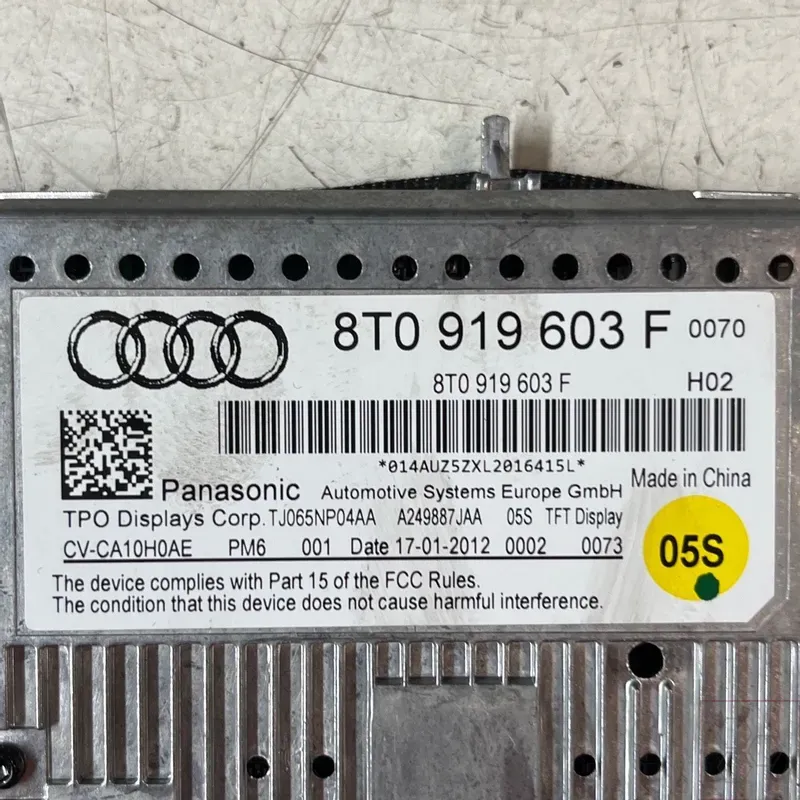 8T0 919 603 F 0070
8T0 919 603 F H02
*014AUZ5ZXL2016415L*
Panasonic Automotive Systems Europe GmbH Made in China
TPO Displays Corp. TJ065NP04AA A249887JAA 05S TFT Display
CV-CA10H0AE PM6 001 Date 17-01-2012 0002 0073
05S
The device complies with Part 15 of the FCC Rules.
The condition that this device does not cause harmful interference.